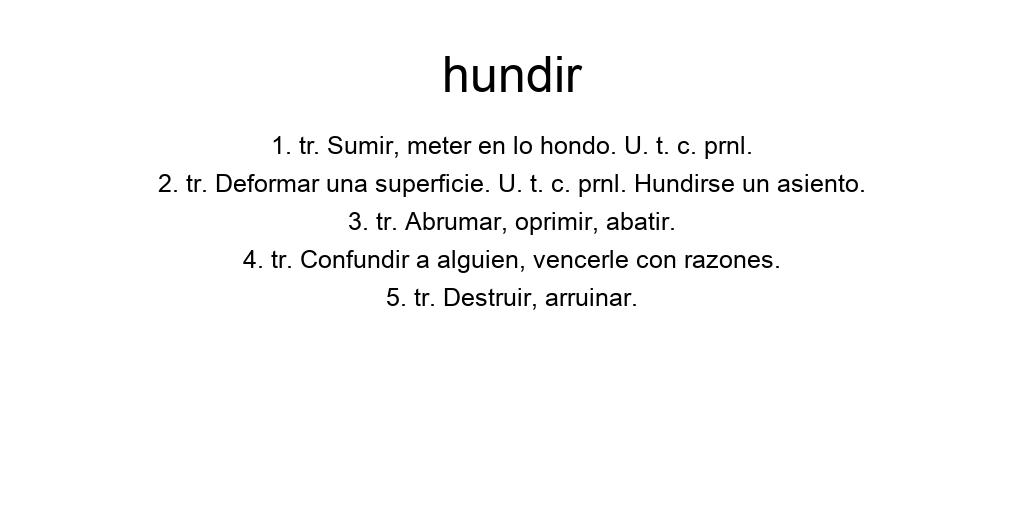 hundir
1. tr. Sumir, meter en lo hondo. U. t. c. prnl.
2. tr. Deformar una superficie. U. t. c. prnl. Hundirse un asiento.
3. tr. Abrumar, oprimir, abatir.
4. tr. Confundir a alguien, vencerle con razones.
5. tr. Destruir, arruinar.